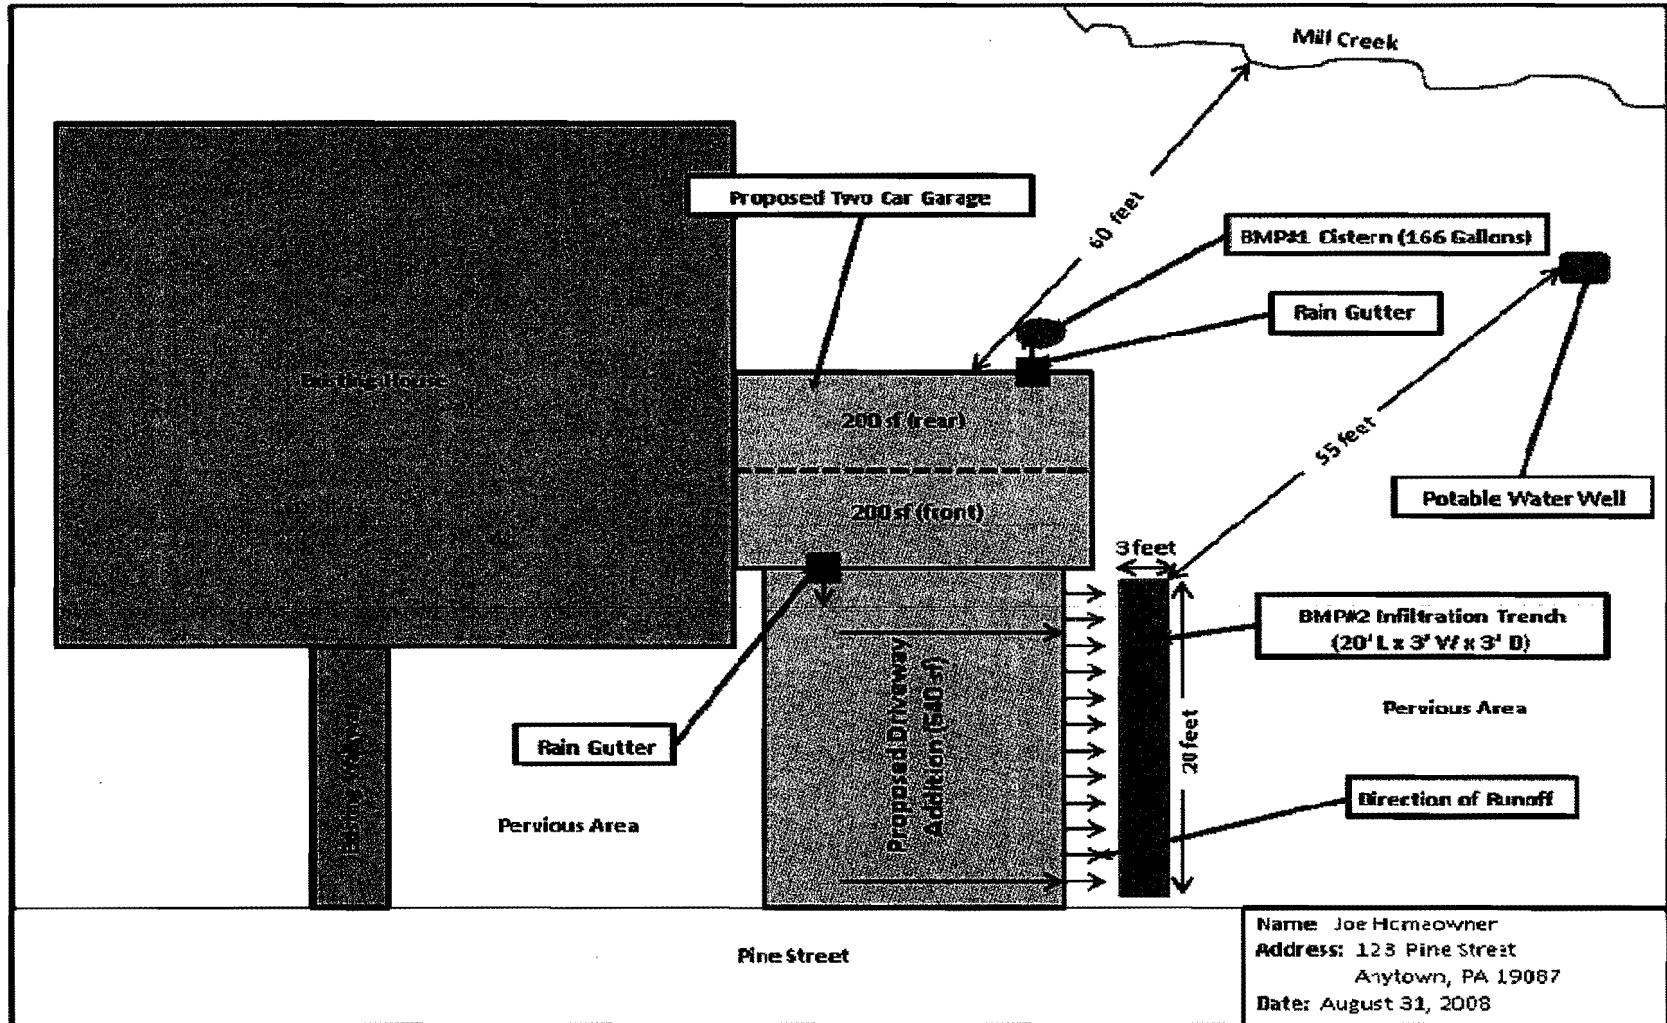 Mill Creek
Proposed Two Car Garage
60 feet
BMP#1 Cistern (166 Gallons)
Rain Gutter
Existing House
200 sf (rear)
55 feet
Potable Water Well
200 sf (front)
3 feet
BMP#2 Infiltration Trench
(20' L x 3' W x 3' D)
Proposed Driveway
Addition (540 sf)
20 feet
Pervious Area
Rain Gutter
Existing Walkway
Direction of Runoff
Pervious Area
Pine Street
Name: Joe Homeowner
Address: 123 Pine Street
Anytown, PA 19087
Date: August 31, 2008